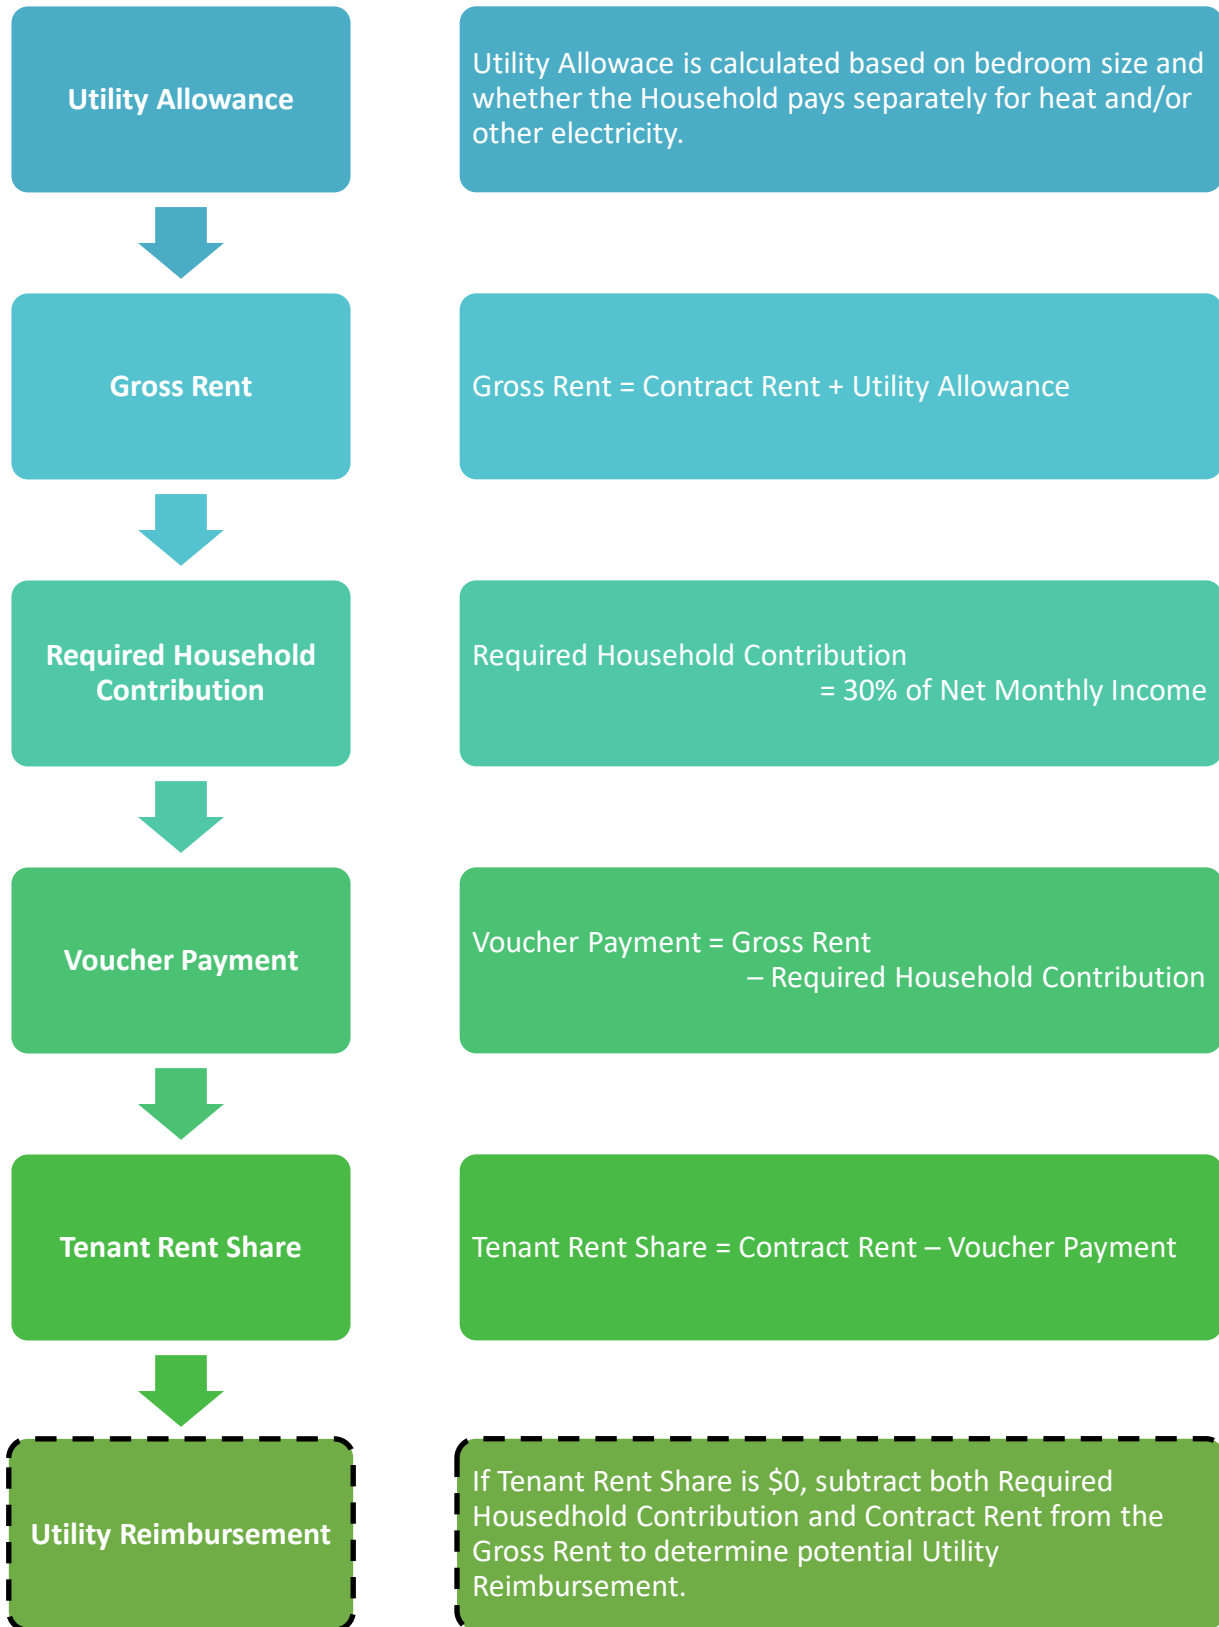 Utility Allowance
Utility Allowace is calculated based on bedroom size and
whether the Household pays separately for heat and/or
other electricity.
Gross Rent
Gross Rent = Contract Rent + Utility Allowance
Required Household
Contribution
Required Household Contribution
= 30% of Net Monthly Income
Voucher Payment
Voucher Payment = Gross Rent
– Required Household Contribution
Tenant Rent Share
Tenant Rent Share = Contract Rent – Voucher Payment
Utility Reimbursement
If Tenant Rent Share is $0, subtract both Required
Housedhold Contribution and Contract Rent from the
Gross Rent to determine potential Utility
Reimbursement.